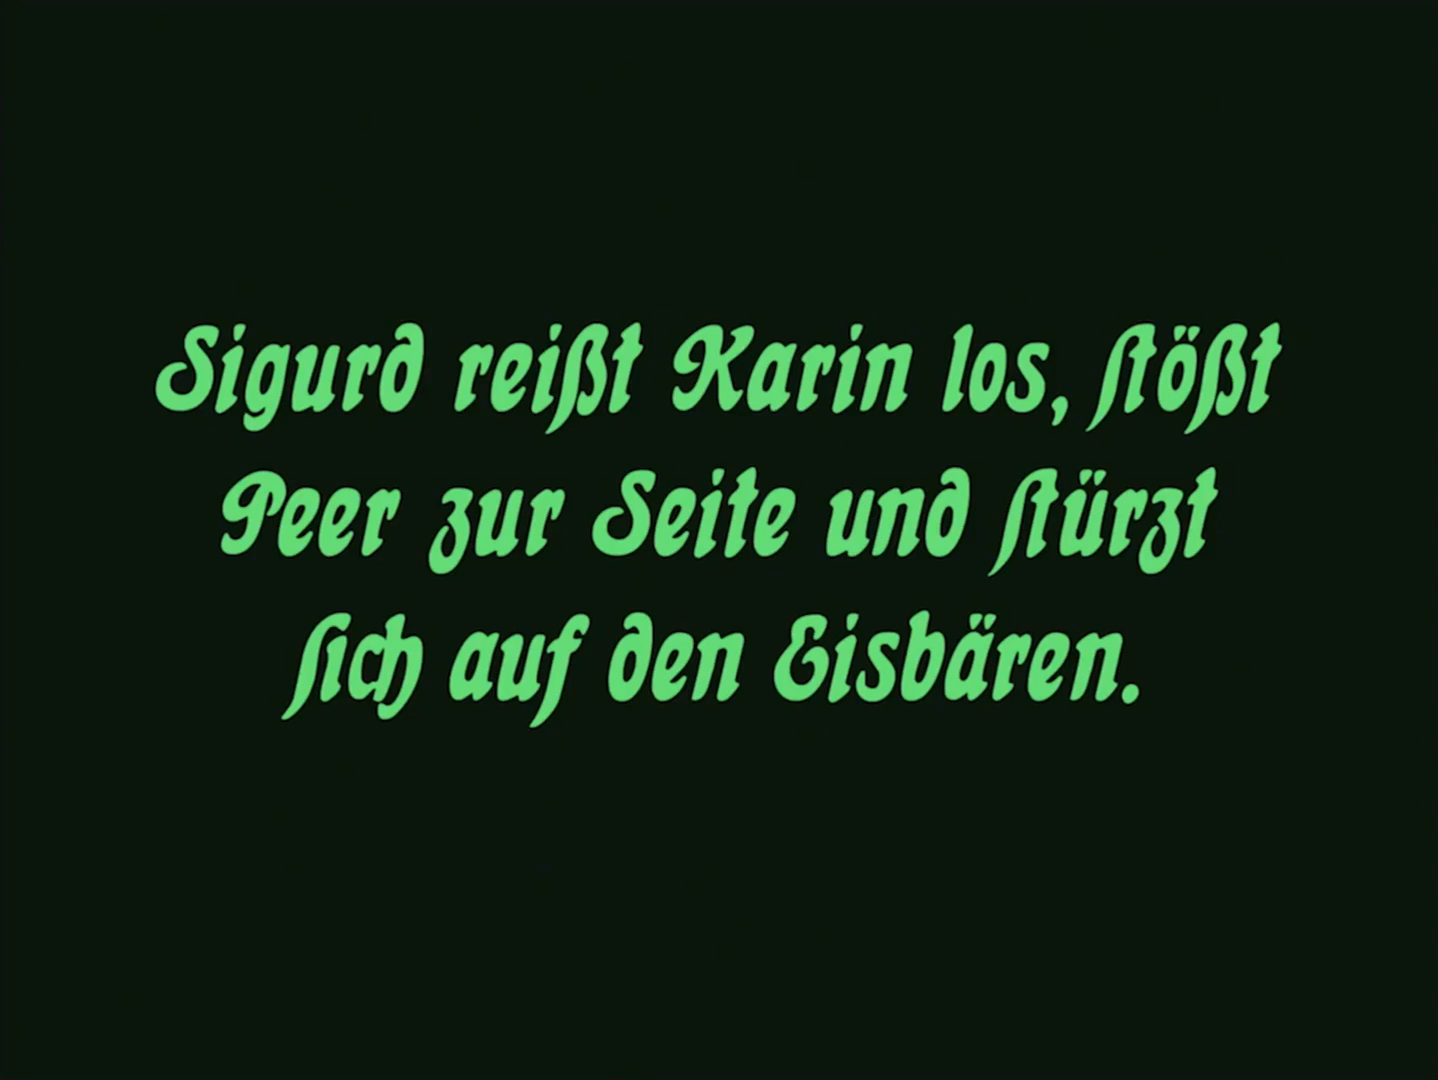 Sigurd reißt Karin los, ſtößt
Peer zur Seite und ſtürzt
ſich auf den Eisbären.